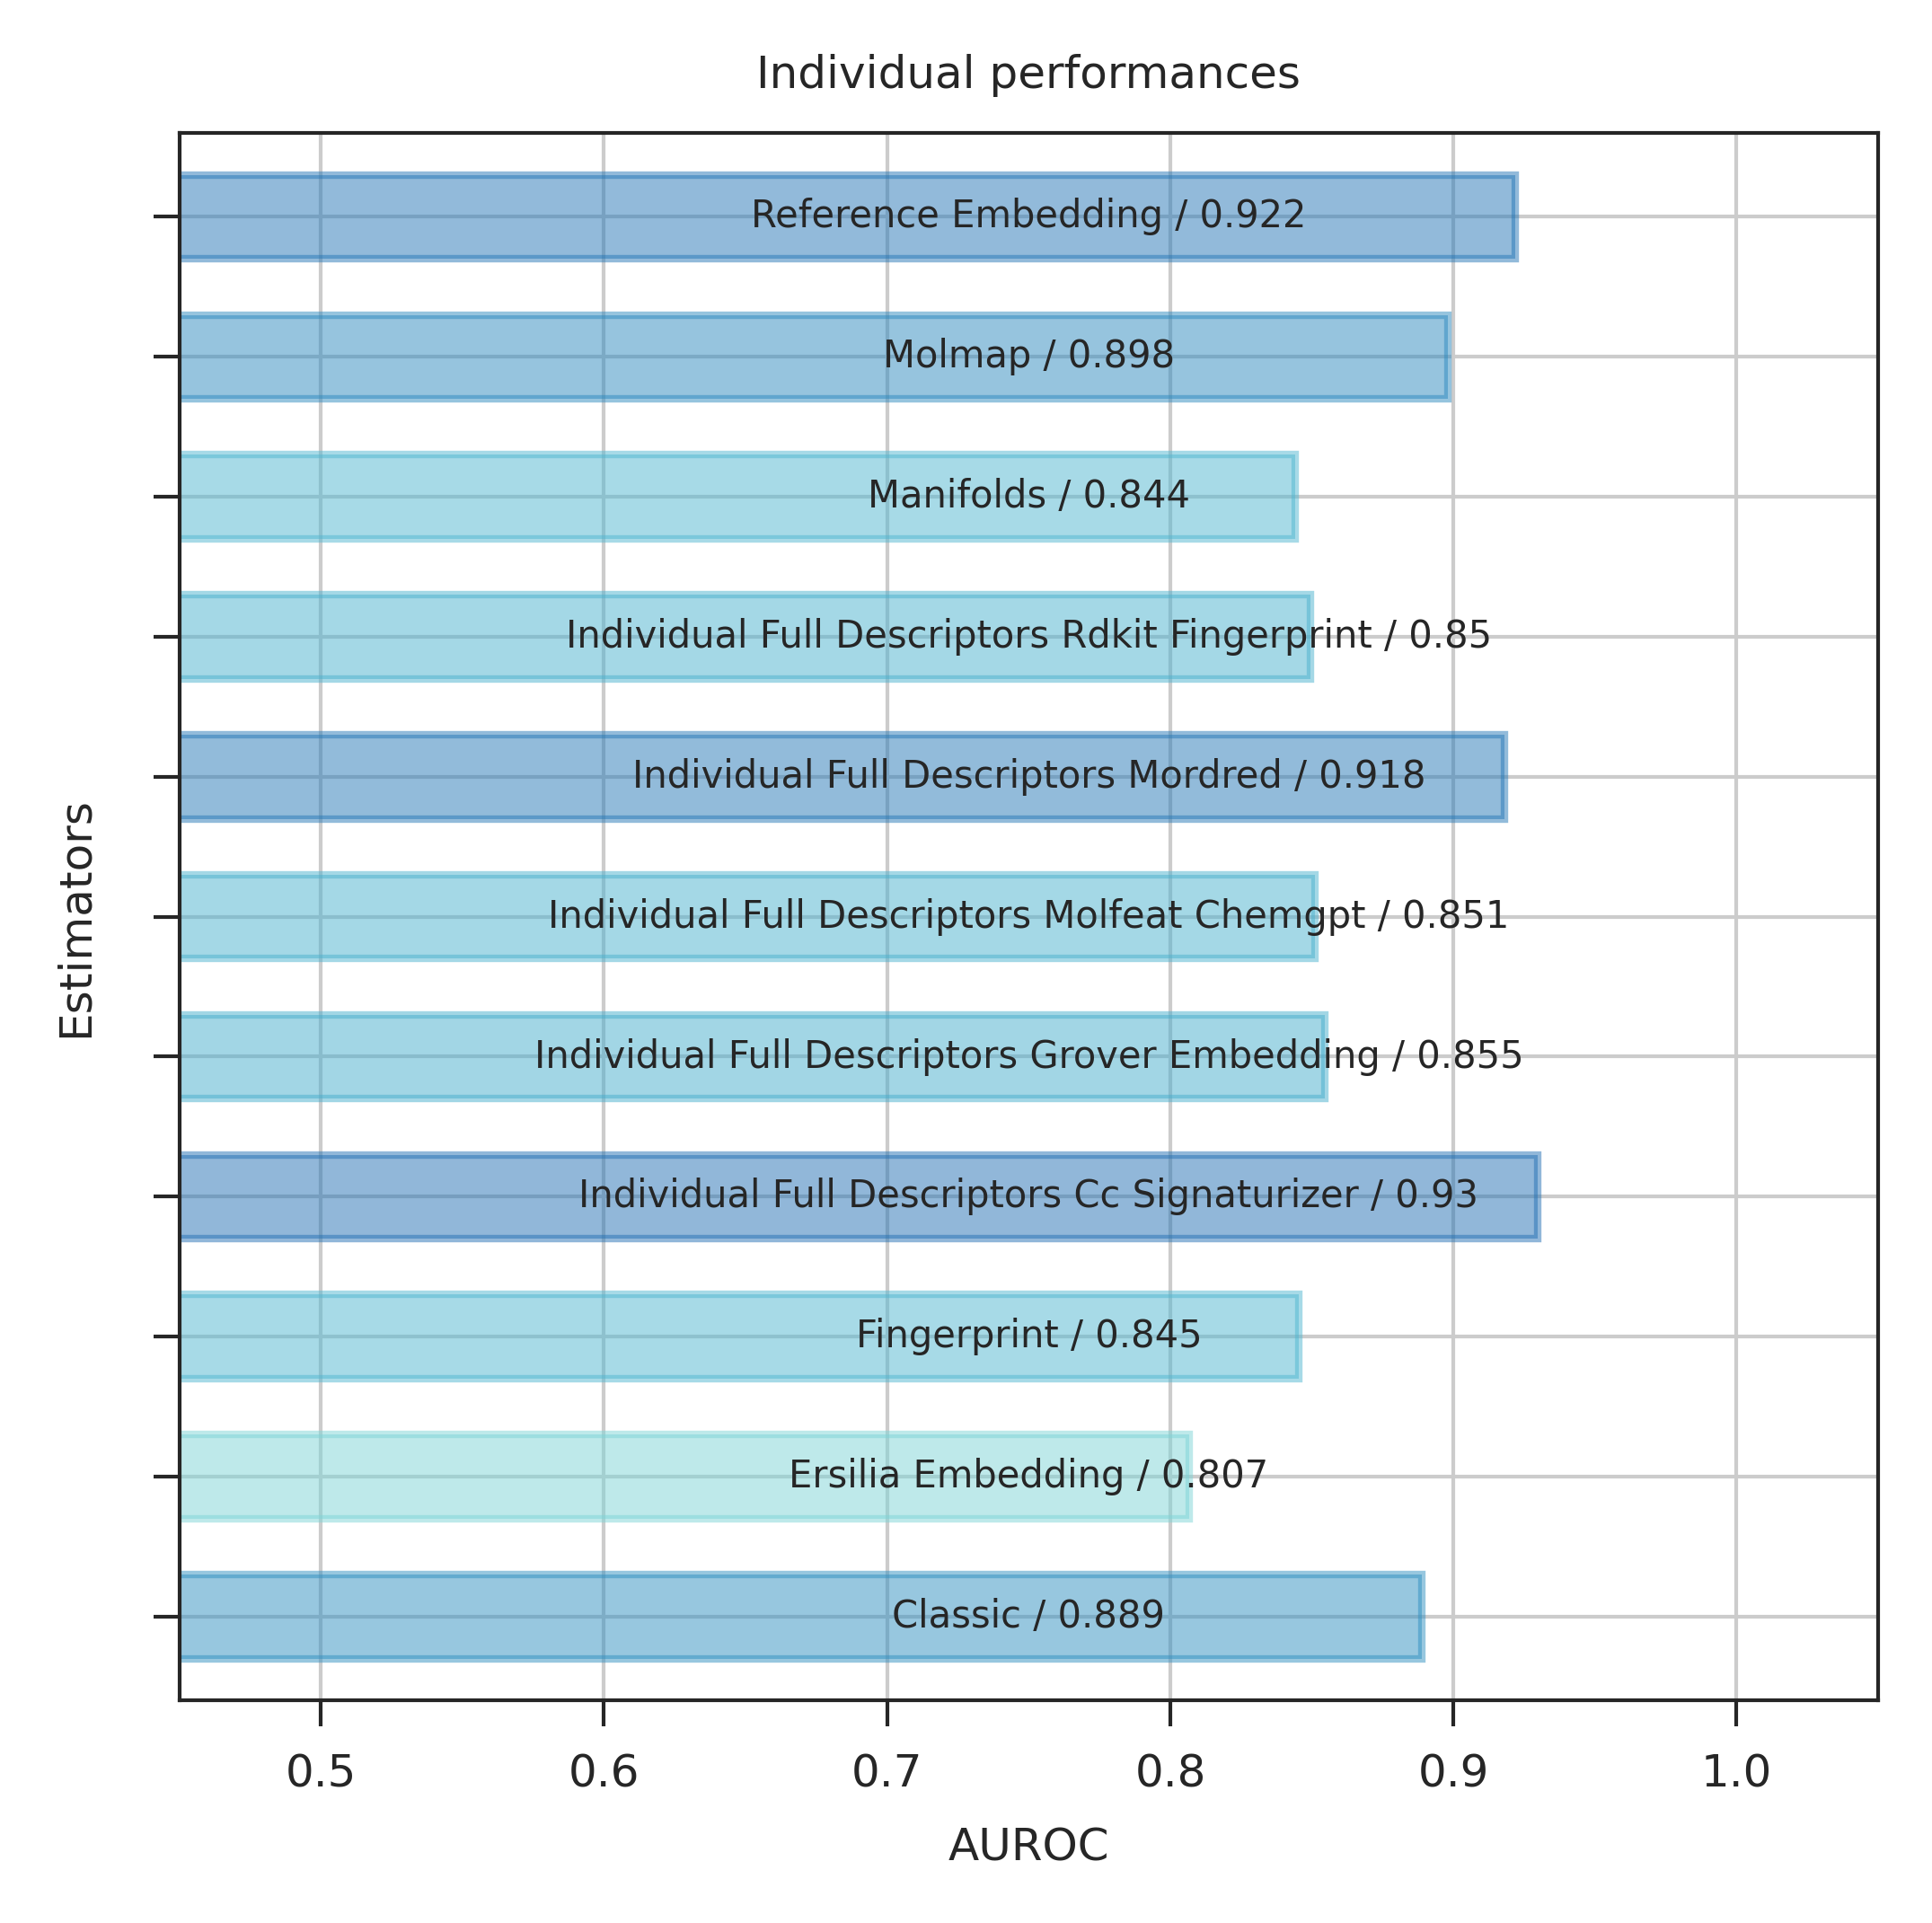 Individual performances
Reference Embedding / 0.922
Molmap / 0.898
Manifolds / 0.844
Individual Full Descriptors Rdkit Fingerprint / 0.85
Individual Full Descriptors Mordred / 0.918
Individual Full Descriptors Molfeat Chemgpt / 0.851
Individual Full Descriptors Grover Embedding / 0.855
Individual Full Descriptors Cc Signaturizer / 0.93
Fingerprint / 0.845
Ersilia Embedding / 0.807
Classic / 0.889
Estimators
0.5 0.6 0.7 0.8 0.9 1.0
AUROC